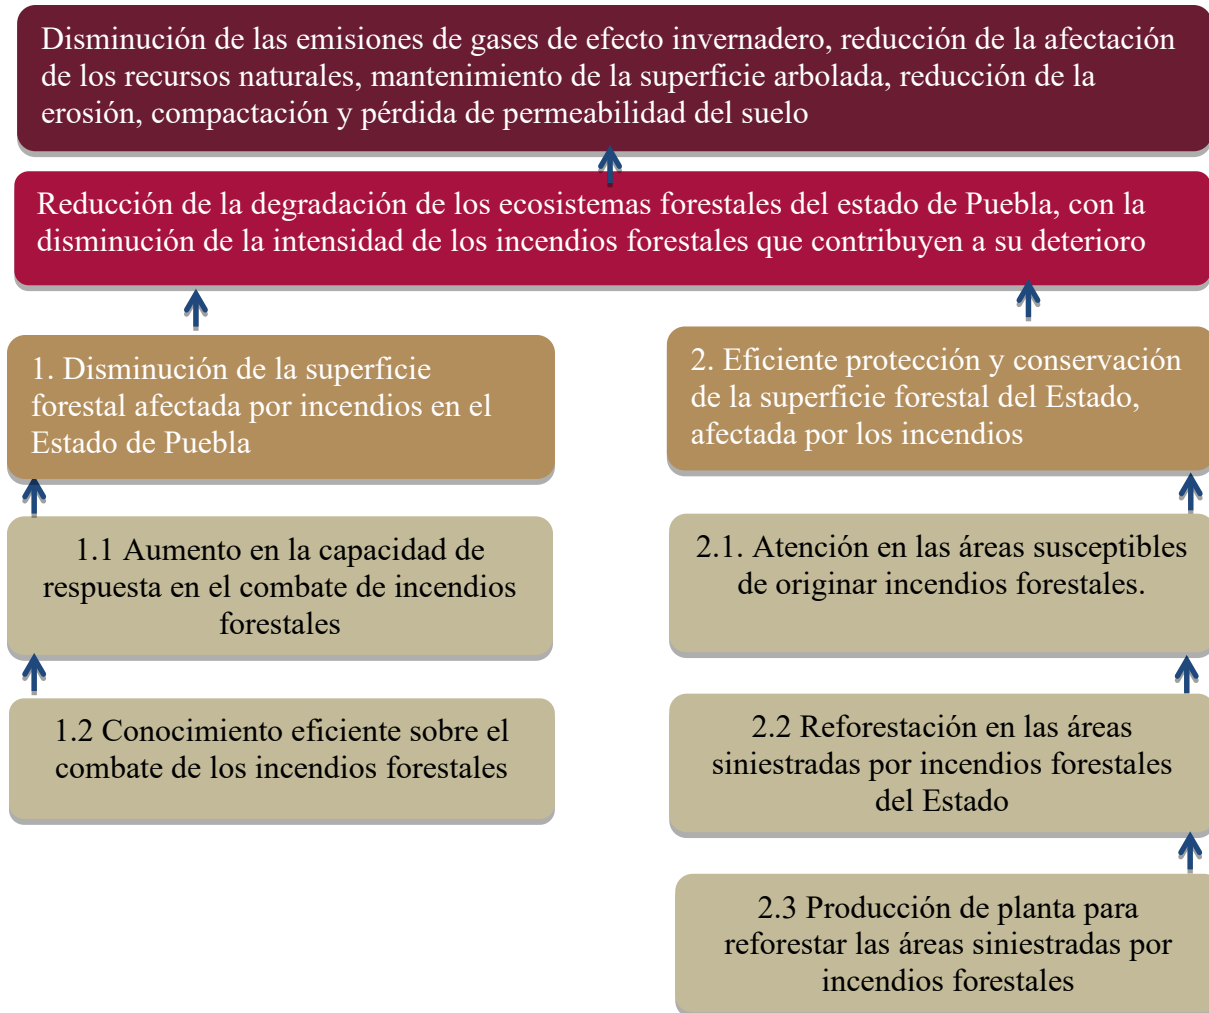 Disminución de las emisiones de gases de efecto invernadero, reducción de la afectación
de los recursos naturales, mantenimiento de la superficie arbolada, reducción de la
erosión, compactación y pérdida de permeabilidad del suelo
Reducción de la degradación de los ecosistemas forestales del estado de Puebla, con la
disminución de la intensidad de los incendios forestales que contribuyen a su deterioro
1. Disminución de la superficie
forestal afectada por incendios en el
Estado de Puebla
1.1 Aumento en la capacidad de
respuesta en el combate de incendios
forestales
1.2 Conocimiento eficiente sobre el
combate de los incendios forestales
2. Eficiente protección y conservación
de la superficie forestal del Estado,
afectada por los incendios
2.1. Atención en las áreas susceptibles
de originar incendios forestales.
2.2 Reforestación en las áreas
siniestradas por incendios forestales
del Estado
2.3 Producción de planta para
reforestar las áreas siniestradas por
incendios forestales